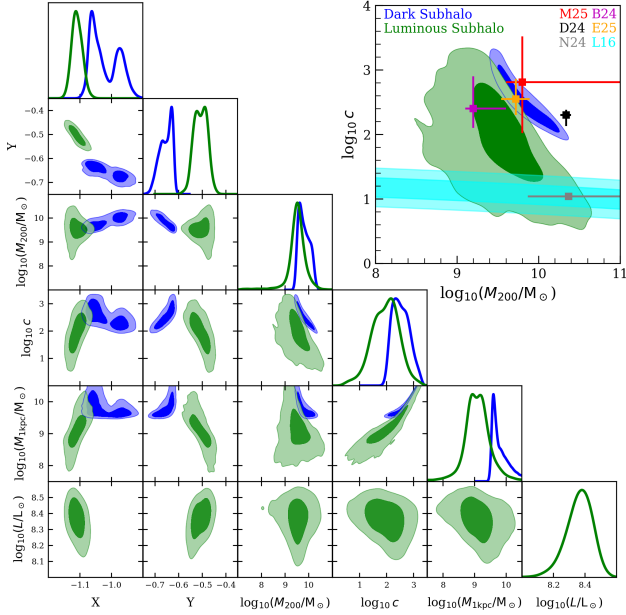 Dark Subhalo
Luminous Subhalo
M25 B24
D24 E25
N24 L16
4
3
2
1
0
log₁₀ c
8 9 10 11
log₁₀(M₂₀₀/M⊙)
−0.4
−0.5
−0.6
−0.7
Y
10
9
8
log₁₀(M₂₀₀/M⊙)
3
2
1
log₁₀ c
10
9
8
log₁₀(M₁ₖₚc/M⊙)
8.5
8.4
8.3
8.2
8.1
log₁₀(L/L⊙)
−1.1 −1.0
X
−0.7 −0.6 −0.5 −0.4
Y
8 9 10
log₁₀(M₂₀₀/M⊙)
1 2 3
log₁₀ c
8 9 10
log₁₀(M₁ₖₚc/M⊙)
8.2 8.4
log₁₀(L/L⊙)